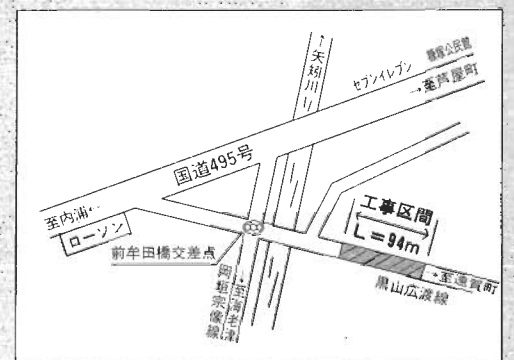 糠塚公民館
セブンイレブン
→至芦屋町
↑矢矧川
国道495号
至内浦←
ローソン
前牟田橋交差点
工事区間
L=94m
→至遠賀町
黒山広渡線
↓至海老津
岡垣宗像線